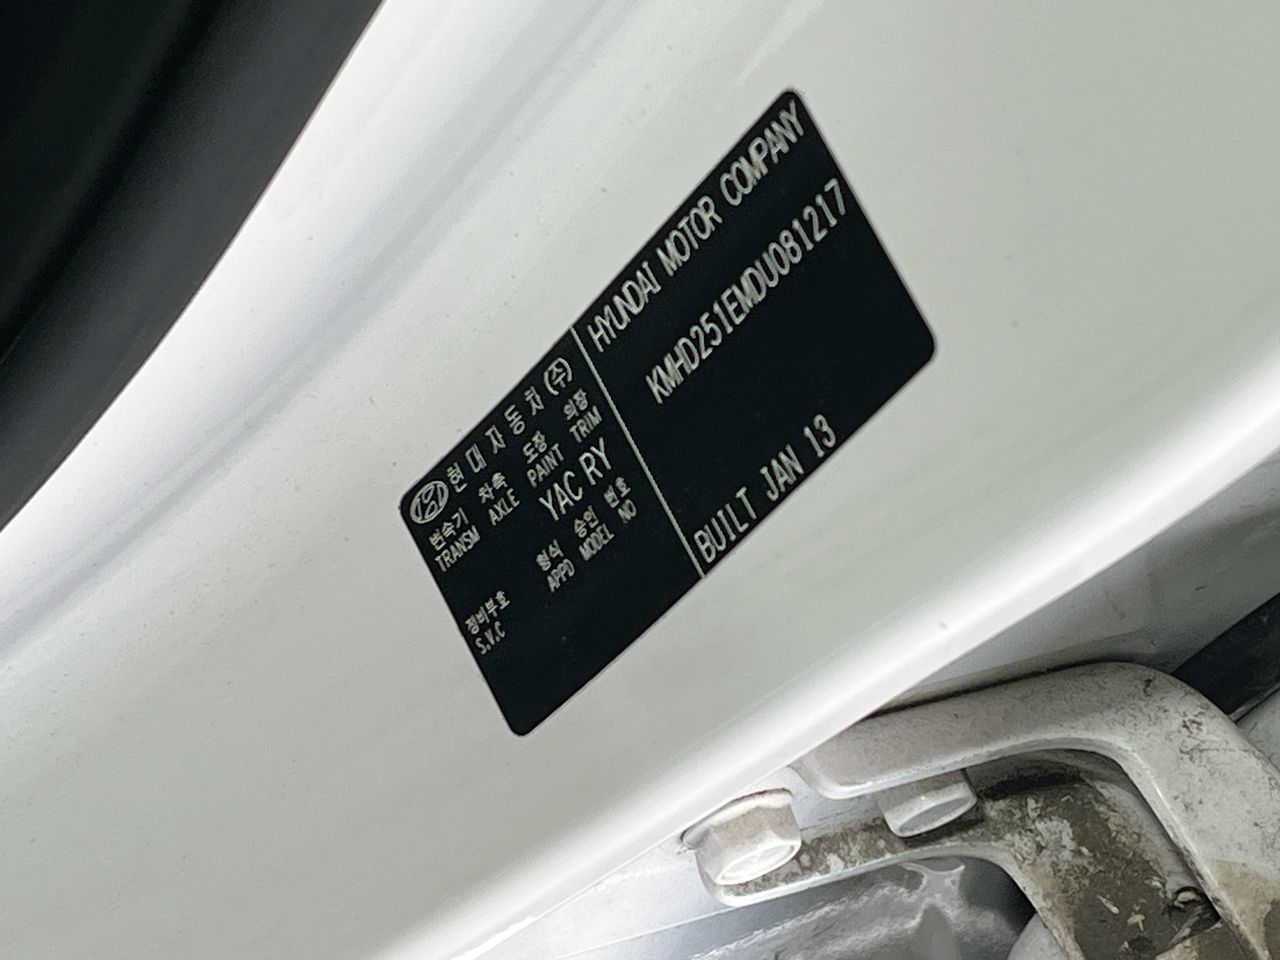 현대자동차(주)
HYUNDAI MOTOR COMPANY
변속기 차축 도장 의장
TRANSM AXLE PAINT TRIM
YAC RY
KMHD251EMDU081217
형식 승인 번호
APPD MODEL NO
정비부호
S.V.C
BUILT JAN 13